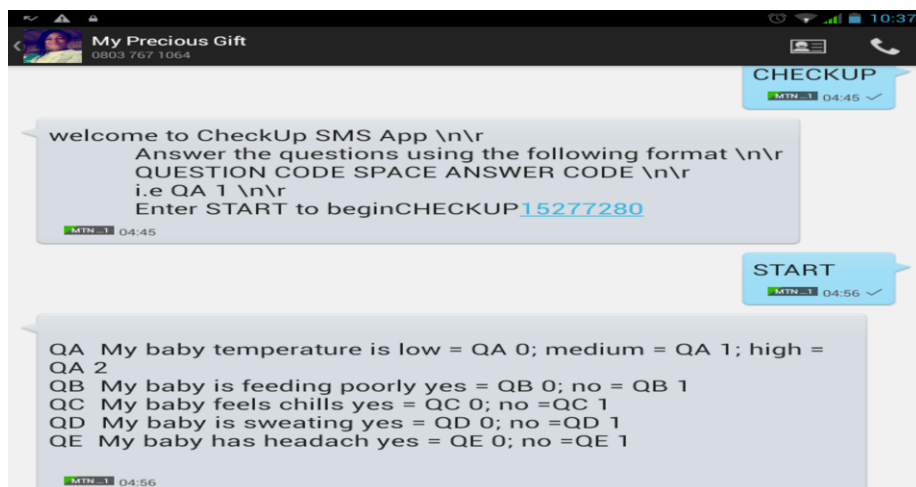 10:37
My Precious Gift
0803 767 1064
CHECKUP
MTN...1 04:45
welcome to CheckUp SMS App \n\r
Answer the questions using the following format \n\r
QUESTION CODE SPACE ANSWER CODE \n\r
i.e QA 1 \n\r
Enter START to beginCHECKUP15277280
MTN...1 04:45
START
MTN...1 04:56
QA My baby temperature is low = QA 0; medium = QA 1; high =
QA 2
QB My baby is feeding poorly yes = QB 0; no = QB 1
QC My baby feels chills yes = QC 0; no =QC 1
QD My baby is sweating yes = QD 0; no =QD 1
QE My baby has headach yes = QE 0; no =QE 1
MTN...1 04:56